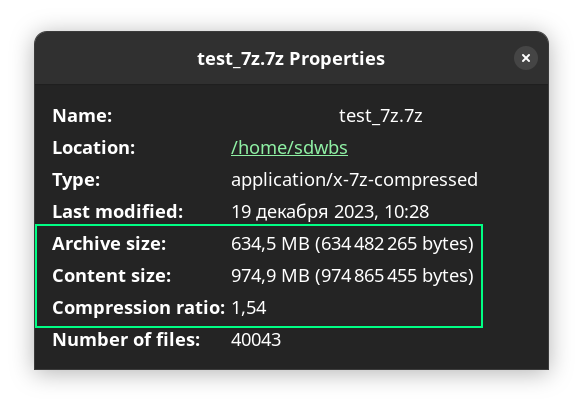 test_7z.7z Properties
Name: test_7z.7z
Location: /home/sdwbs
Type: application/x-7z-compressed
Last modified: 19 декабря 2023, 10:28
Archive size: 634,5 MB (634 482 265 bytes)
Content size: 974,9 MB (974 865 455 bytes)
Compression ratio: 1,54
Number of files: 40043